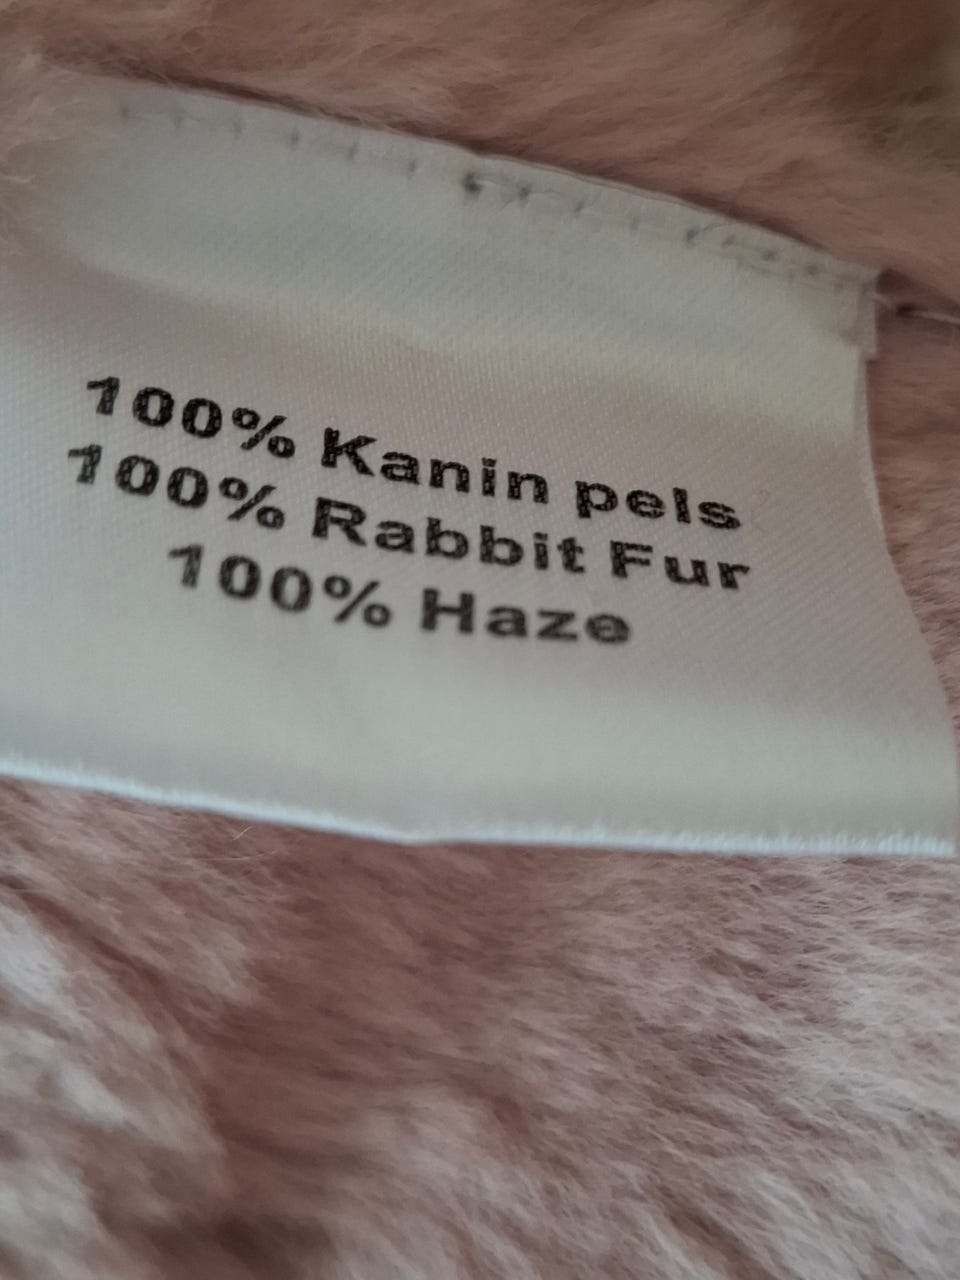 100% Kanin pels
100% Rabbit Fur
100% Haze